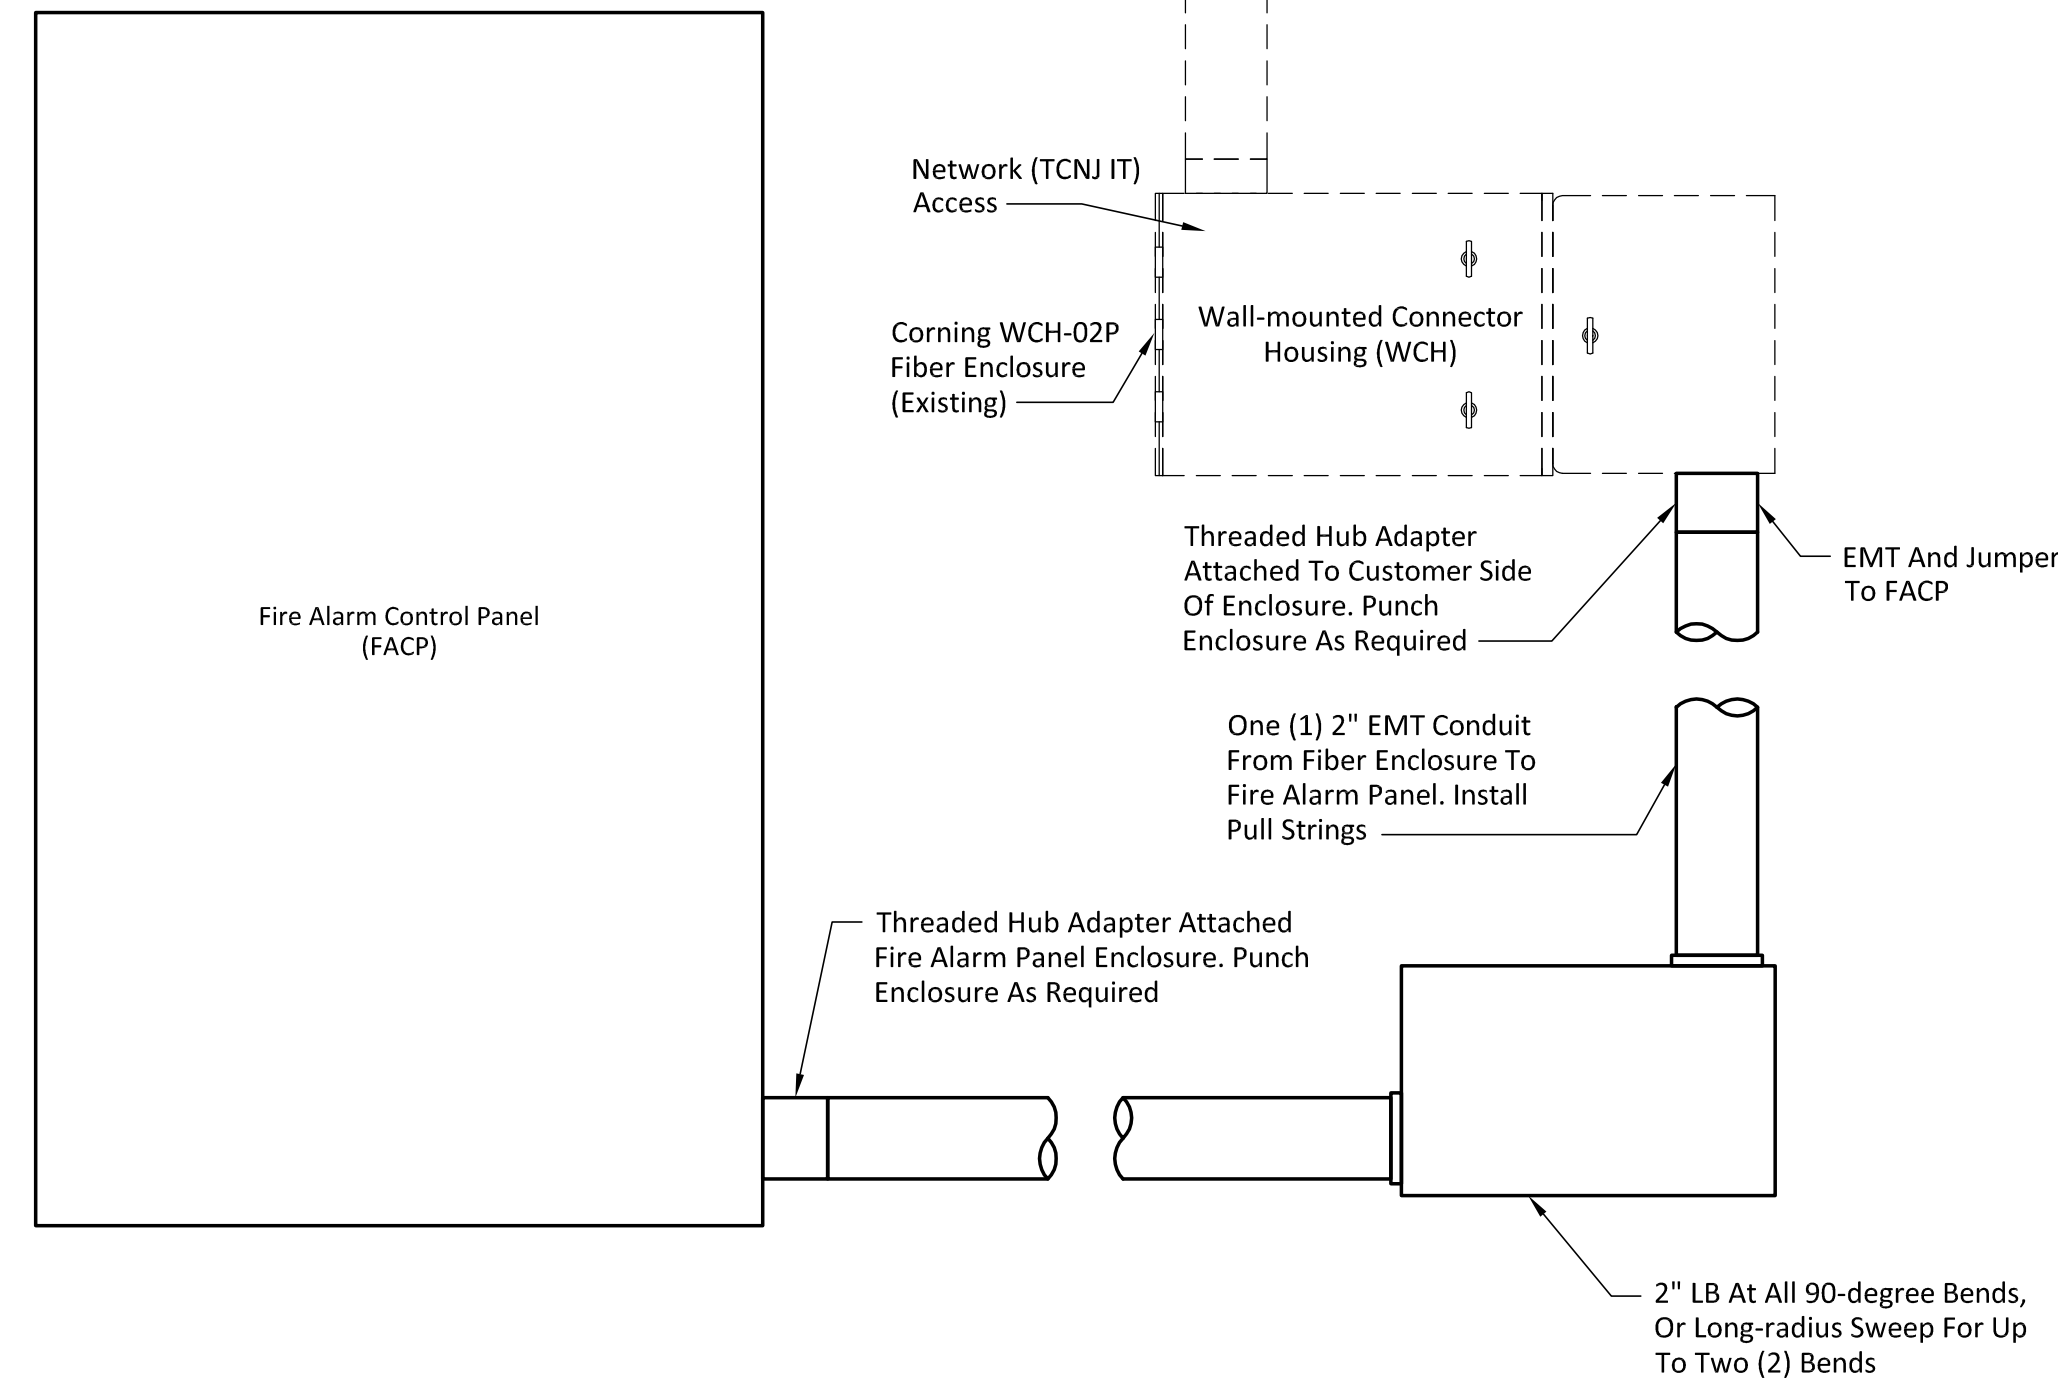 Network (TCNJ IT)
Access
Corning WCH-02P
Fiber Enclosure
(Existing)
Wall-mounted Connector
Housing (WCH)
Threaded Hub Adapter
Attached To Customer Side
Of Enclosure. Punch
Enclosure As Required
EMT And Jumper
To FACP
Fire Alarm Control Panel
(FACP)
One (1) 2" EMT Conduit
From Fiber Enclosure To
Fire Alarm Panel. Install
Pull Strings
Threaded Hub Adapter Attached
Fire Alarm Panel Enclosure. Punch
Enclosure As Required
2" LB At All 90-degree Bends,
Or Long-radius Sweep For Up
To Two (2) Bends